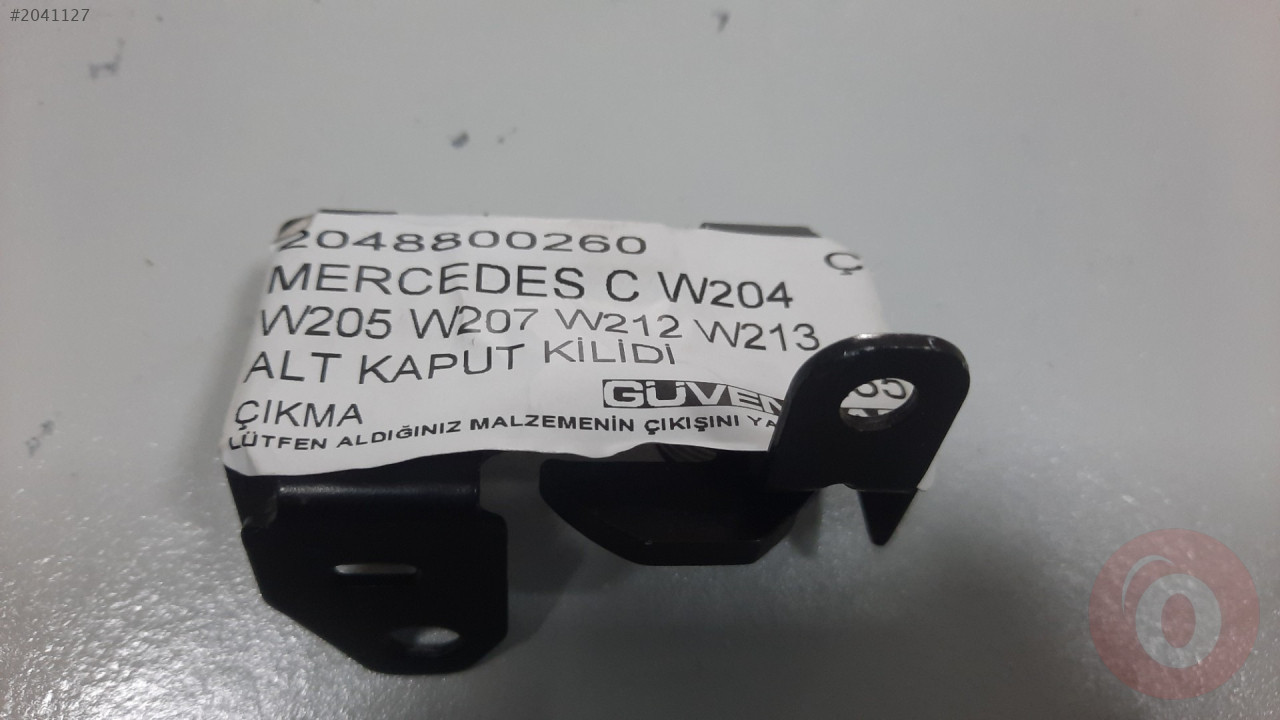 #2041127
2048800260 Ç
MERCEDES C W204
W205 W207 W212 W213
ALT KAPUT KİLİDİ
ÇIKMA
LÜTFEN ALDIĞINIZ MALZEMENİN ÇIKIŞINI